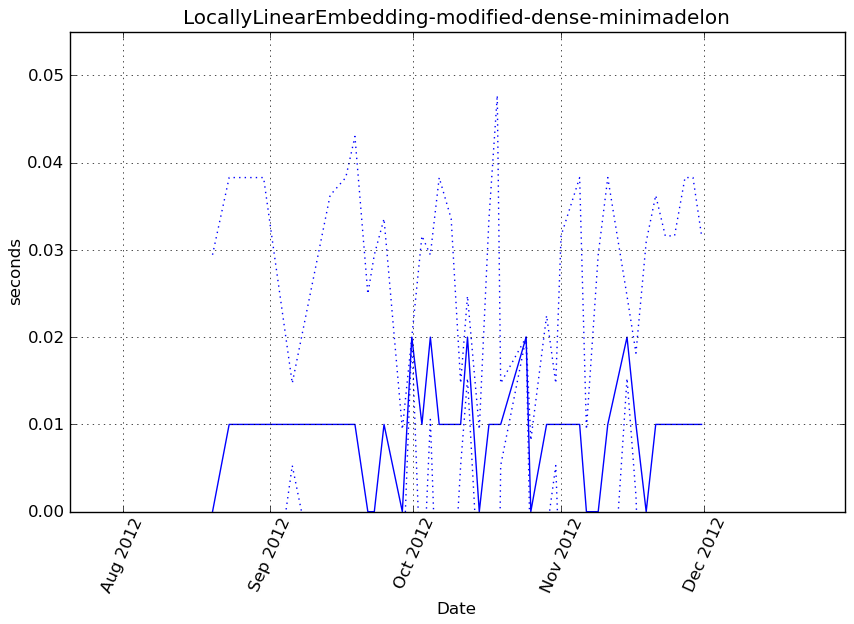 LocallyLinearEmbedding-modified-dense-minimadelon
0.05
0.04
0.03
0.02
0.01
0.00
seconds
Aug 2012
Sep 2012
Oct 2012
Nov 2012
Dec 2012
Date